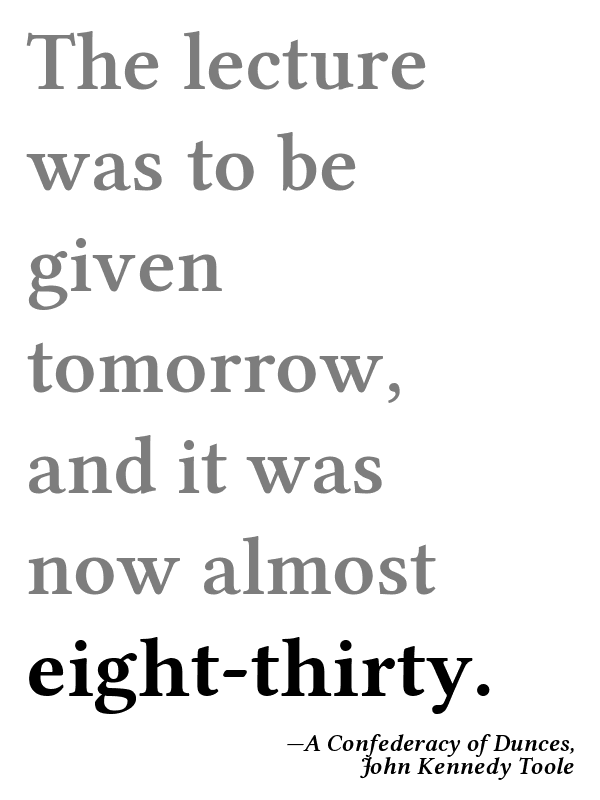 The lecture
was to be
given
tomorrow,
and it was
now almost
eight-thirty.
—A Confederacy of Dunces,
John Kennedy Toole